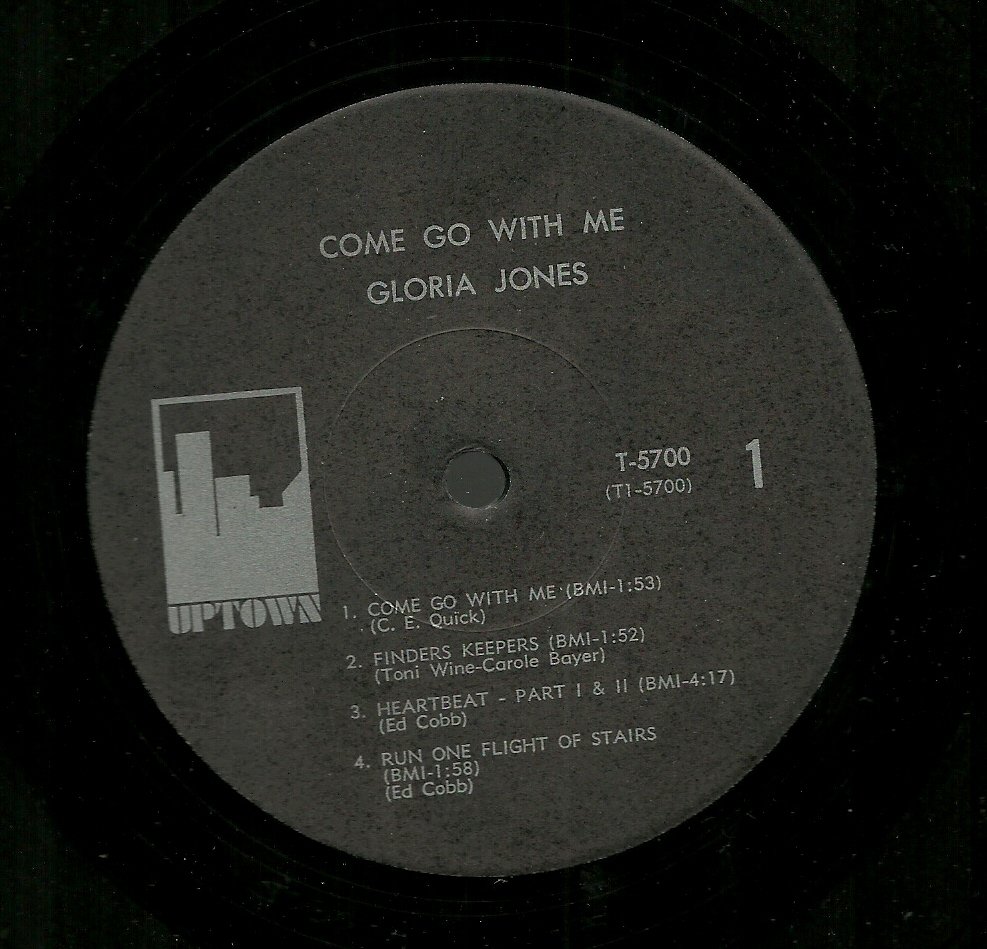 COME GO WITH ME
GLORIA JONES
T-5700
(T1-5700)
1
UPTOWN
1. COME GO WITH ME (BMI-1:53)
(C. E. Quick)
2. FINDERS KEEPERS (BMI-1:52)
(Toni Wine-Carole Bayer)
3. HEARTBEAT - PART I & II (BMI-4:17)
(Ed Cobb)
4. RUN ONE FLIGHT OF STAIRS
(BMI-1:58)
(Ed Cobb)